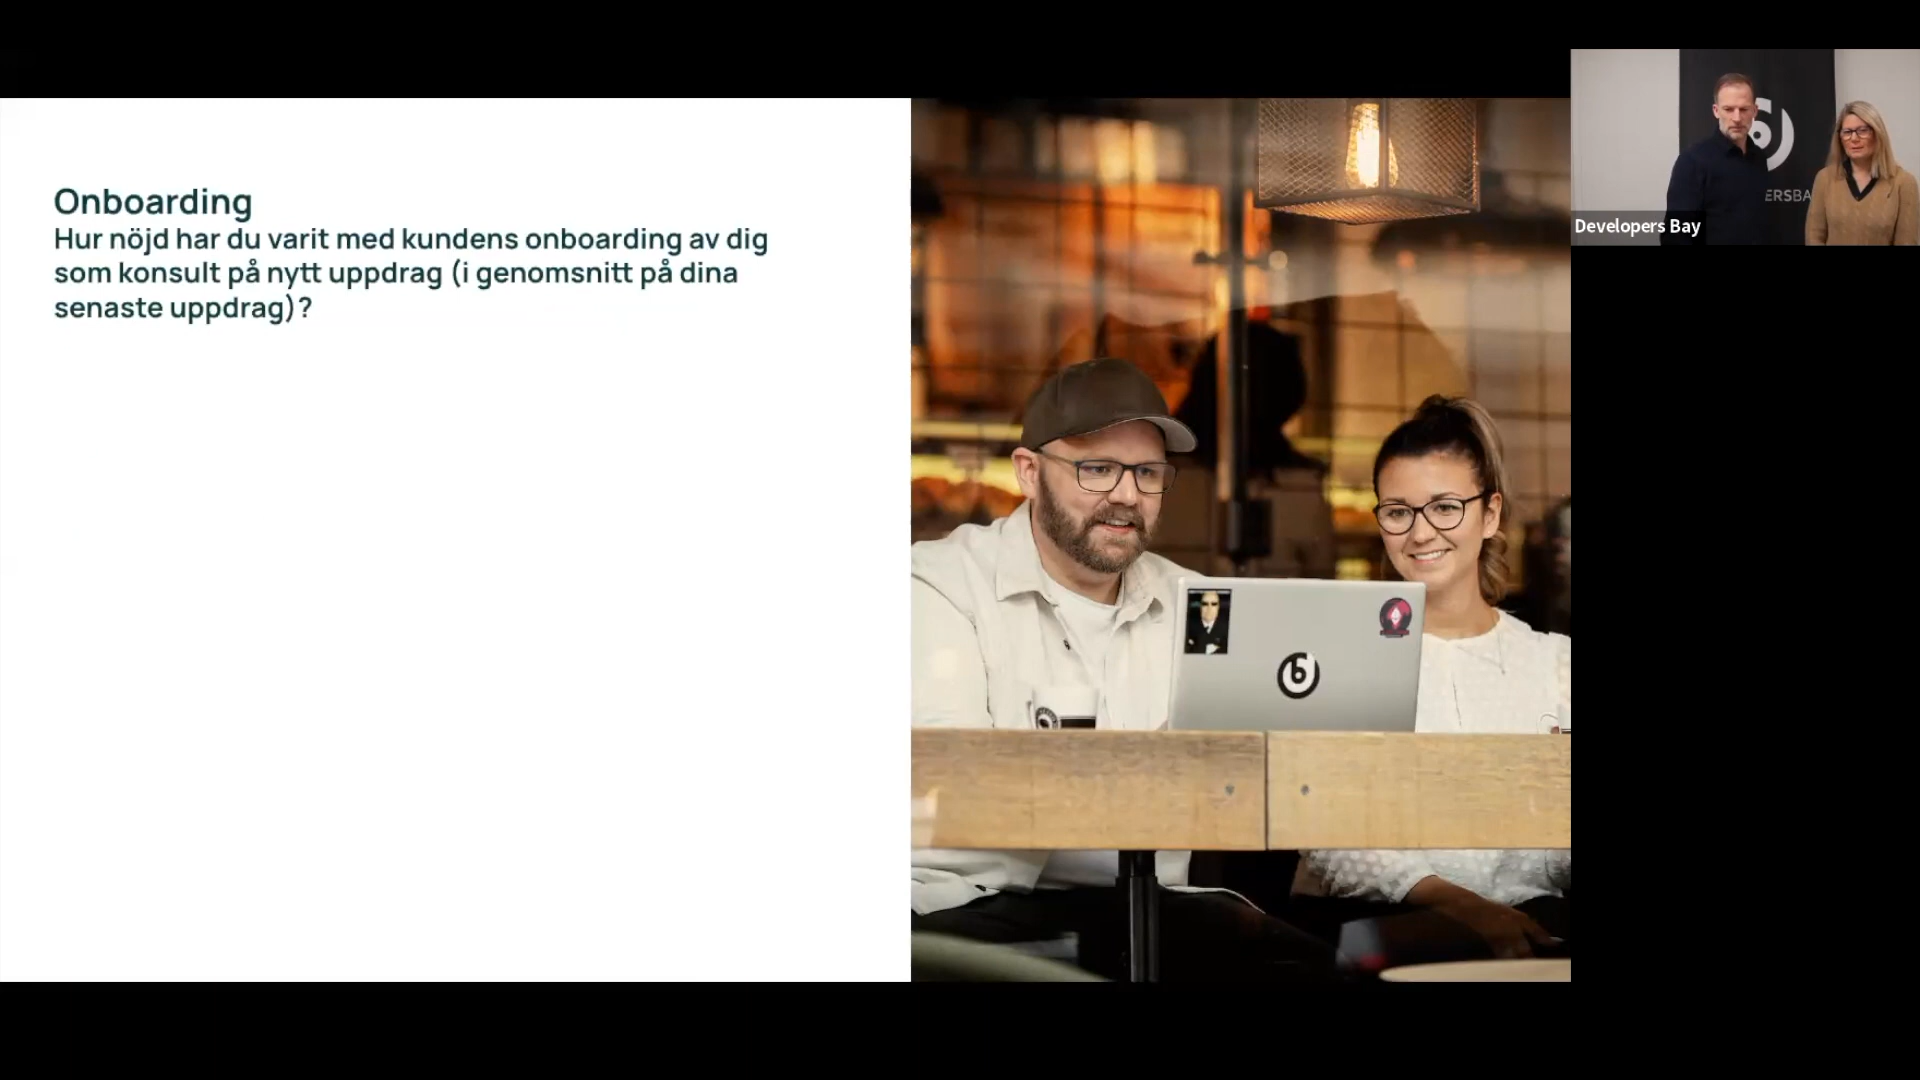 Onboarding
Hur nöjd har du varit med kundens onboarding av dig
som konsult på nytt uppdrag (i genomsnitt på dina
senaste uppdrag)?
ERSBA
Developers Bay